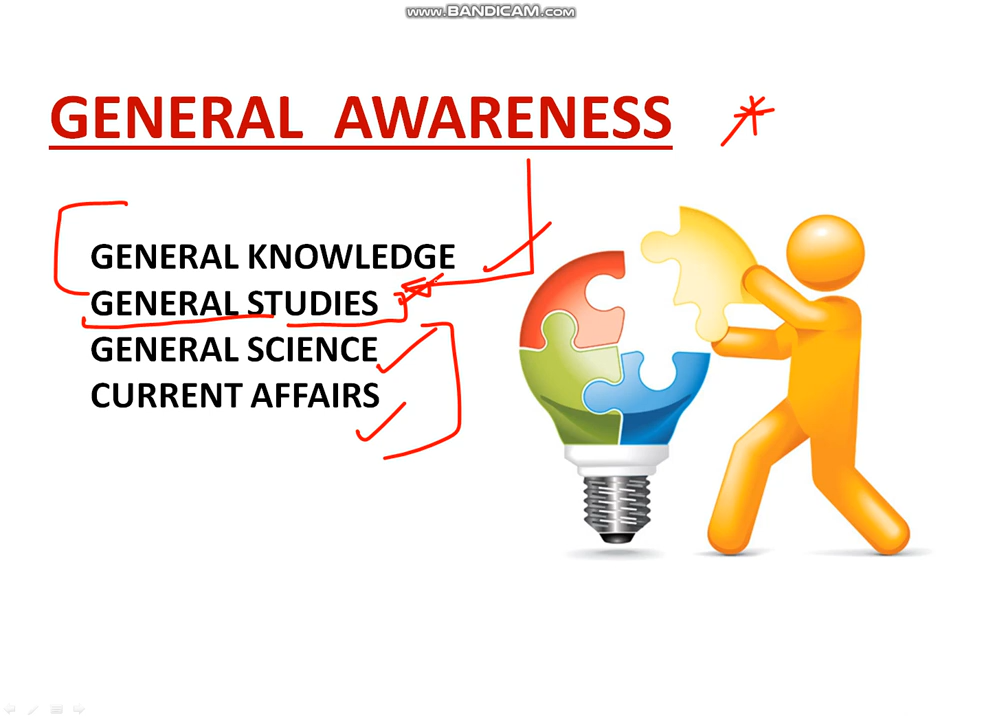 www.BANDICAM.com
GENERAL AWARENESS
GENERAL KNOWLEDGE
GENERAL STUDIES
GENERAL SCIENCE
CURRENT AFFAIRS